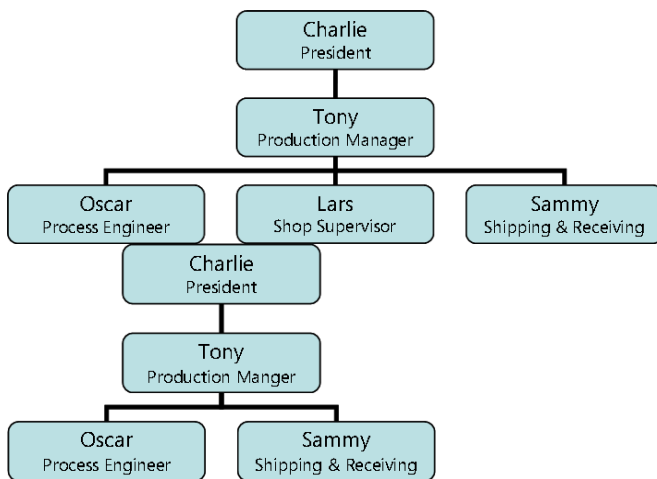 Charlie
President
Tony
Production Manager
Oscar
Process Engineer
Lars
Shop Supervisor
Sammy
Shipping & Receiving
Charlie
President
Tony
Production Manger
Oscar
Process Engineer
Sammy
Shipping & Receiving